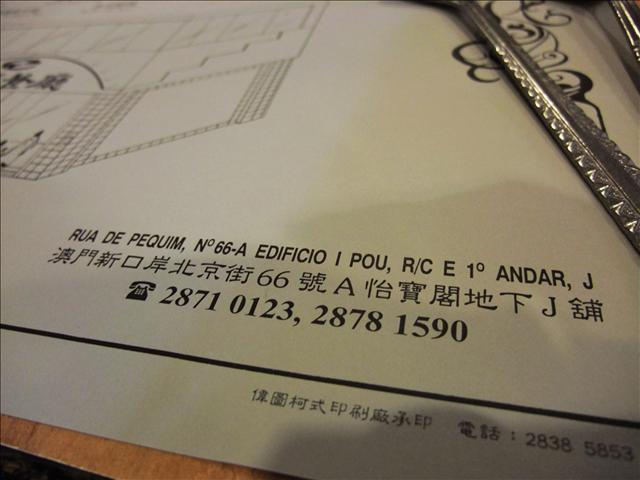 RUA DE PEQUIM, Nº 66-A EDIFICIO I POU, R/C E 1º ANDAR, J
澳門新口岸北京街66號A怡寶閣地下J舖
☎ 2871 0123, 2878 1590
偉圖柯式印刷廠承印 電話：2838 5853